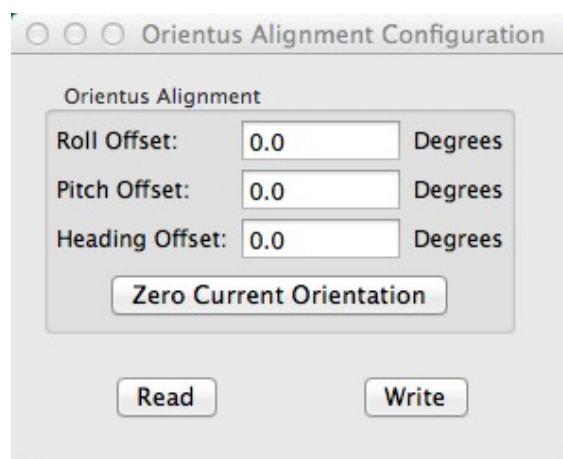 Orientus Alignment Configuration
Orientus Alignment
Roll Offset: 0.0 Degrees
Pitch Offset: 0.0 Degrees
Heading Offset: 0.0 Degrees
Zero Current Orientation
Read Write